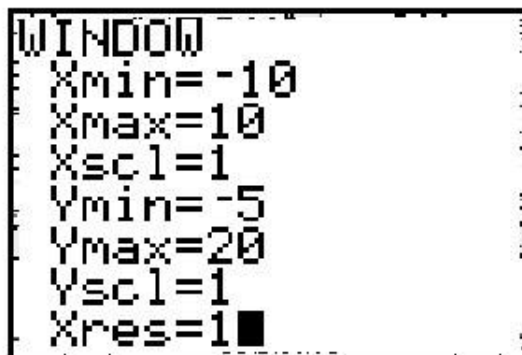 WINDOW
Xmin=-10
Xmax=10
Xscl=1
Ymin=-5
Ymax=20
Yscl=1
Xres=1